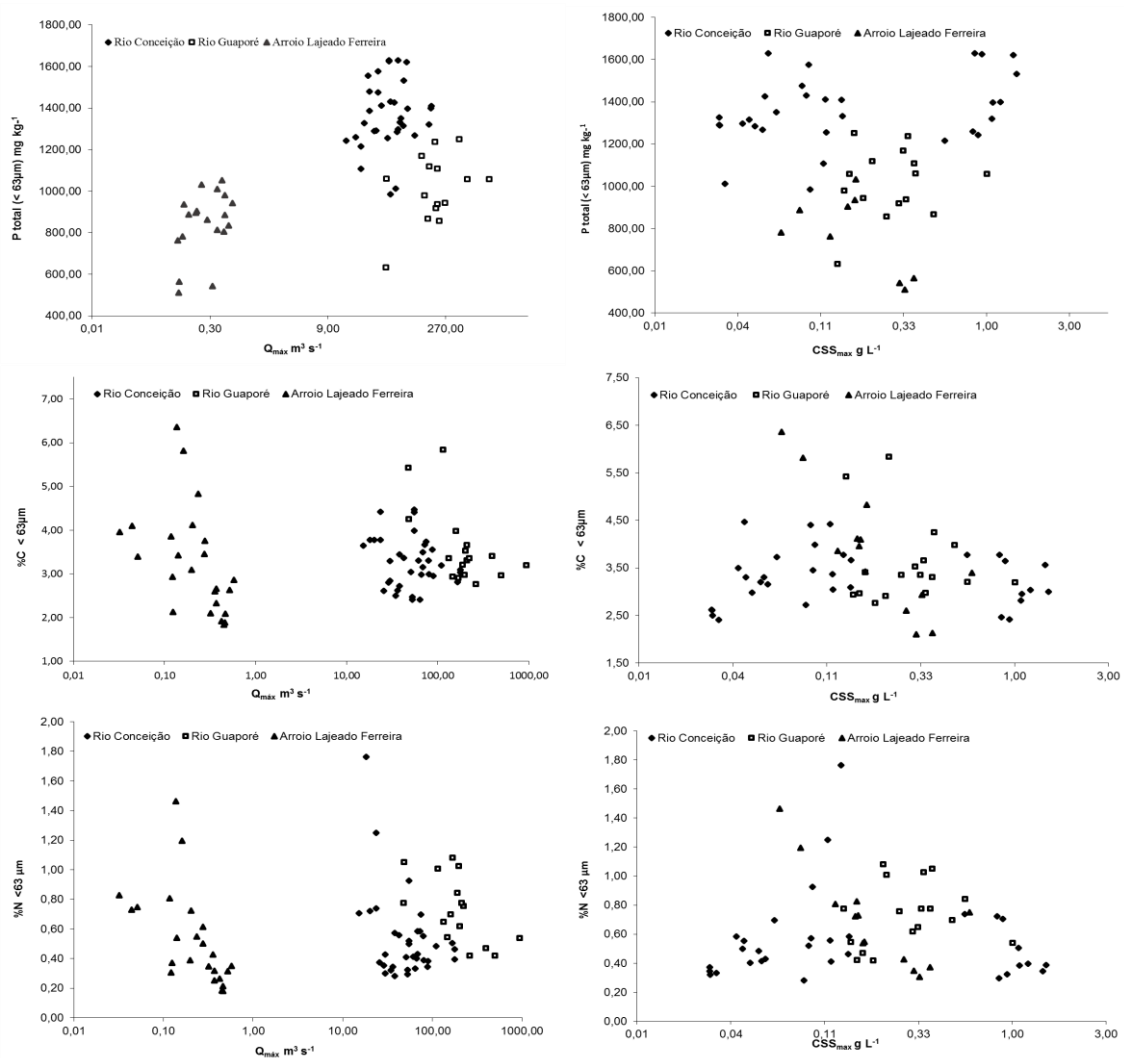 1800,00
1600,00
1400,00
1200,00
1000,00
800,00
600,00
400,00
P total (< 63µm) mg kg-1
Rio Conceição Rio Guaporé Arroio Lajeado Ferreira
0,01 0,30 9,00 270,00
Qmáx m³ s-1
1800,00
1600,00
1400,00
1200,00
1000,00
800,00
600,00
400,00
P total (< 63µm) mg kg-1
Rio Conceição Rio Guaporé Arroio Lajeado Ferreira
0,01 0,04 0,11 0,33 1,00 3,00
CSSmax g L-1
7,00
6,00
5,00
4,00
3,00
2,00
1,00
%C < 63µm
Rio Conceição Rio Guaporé Arroio Lajeado Ferreira
0,01 0,10 1,00 10,00 100,00 1000,00
Qmáx m³ s-1
7,50
6,50
5,50
4,50
3,50
2,50
1,50
%C < 63µm
Rio Conceição Rio Guaporé Arroio Lajeado Ferreira
0,01 0,04 0,11 0,33 1,00 3,00
CSSmax g L-1
2,00
1,80
1,60
1,40
1,20
1,00
0,80
0,60
0,40
0,20
0,00
%N <63 µm
Rio Conceição Rio Guaporé Arroio Lajeado Ferreira
0,01 0,10 1,00 10,00 100,00 1000,00
Qmáx m³ s-1
2,00
1,80
1,60
1,40
1,20
1,00
0,80
0,60
0,40
0,20
0,00
%N <63 µm
Rio Conceição Rio Guaporé Arroio Lajeado Ferreira
0,01 0,04 0,11 0,33 1,00 3,00
CSSmax g L-1